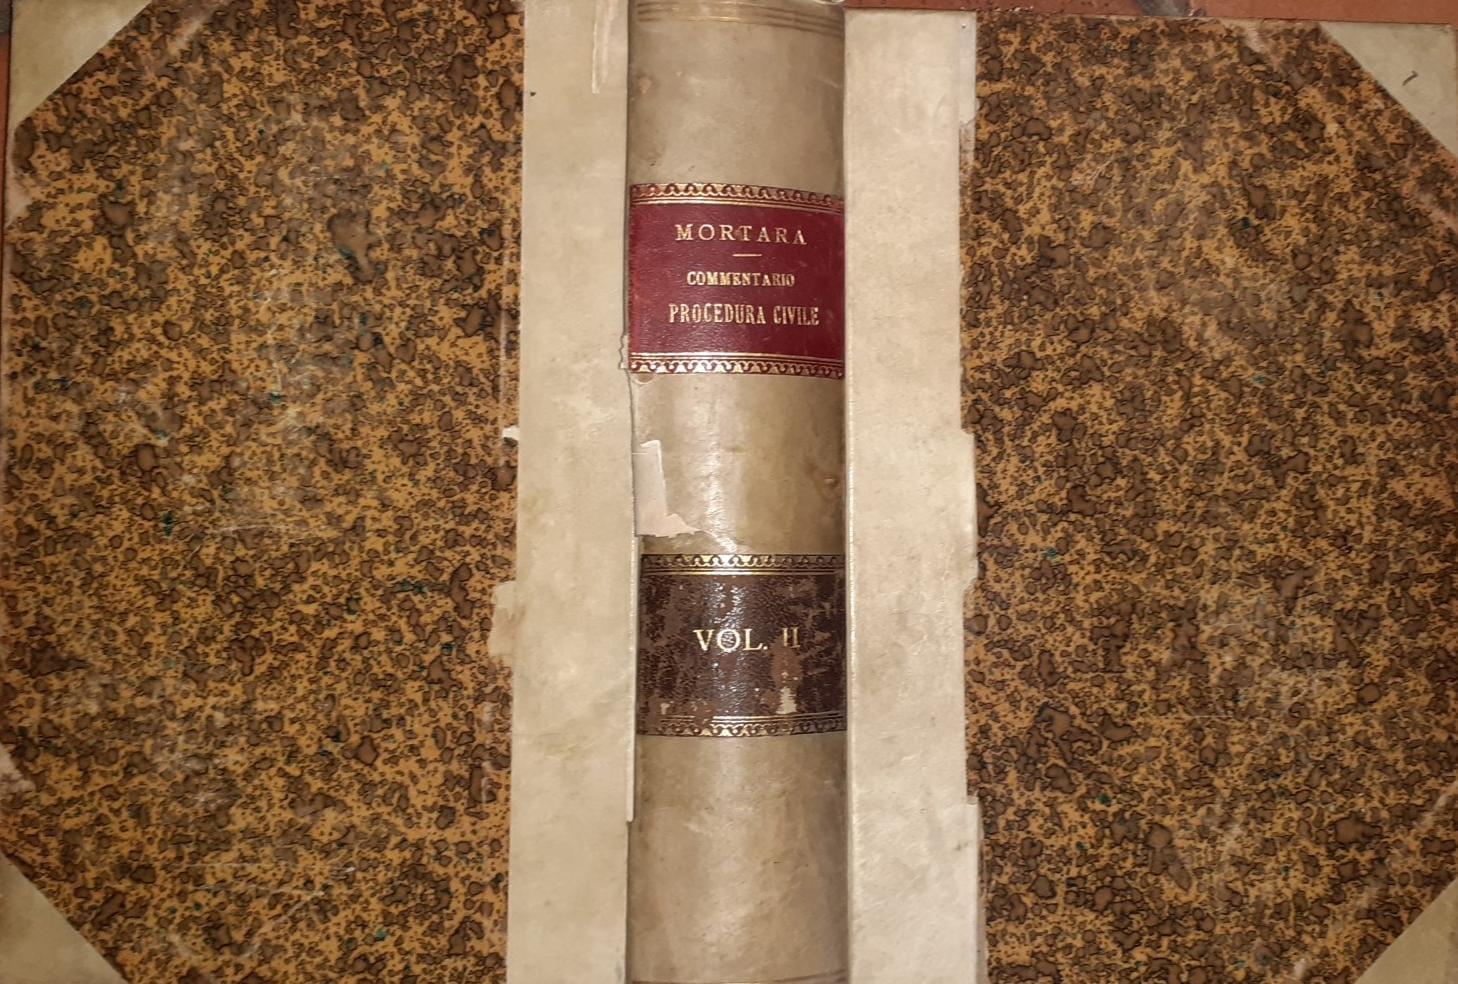 MORTARA
COMMENTARIO
PROCEDURA CIVILE
VOL. II